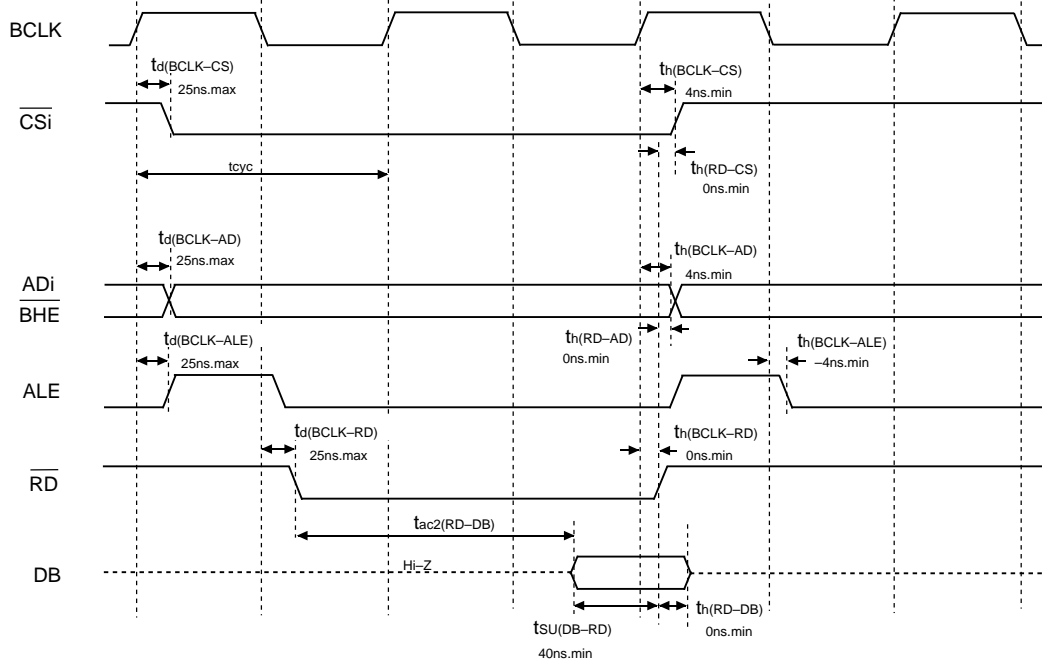 BCLK
td(BCLK–CS)
25ns.max
th(BCLK–CS)
4ns.min
CSi
tcyc
th(RD–CS)
0ns.min
td(BCLK–AD)
25ns.max
th(BCLK–AD)
4ns.min
ADi
BHE
th(RD–AD)
0ns.min
td(BCLK–ALE)
25ns.max
th(BCLK–ALE)
–4ns.min
ALE
td(BCLK–RD)
25ns.max
th(BCLK–RD)
0ns.min
RD
tac2(RD–DB)
Hi–Z
DB
tSU(DB–RD)
40ns.min
th(RD–DB)
0ns.min